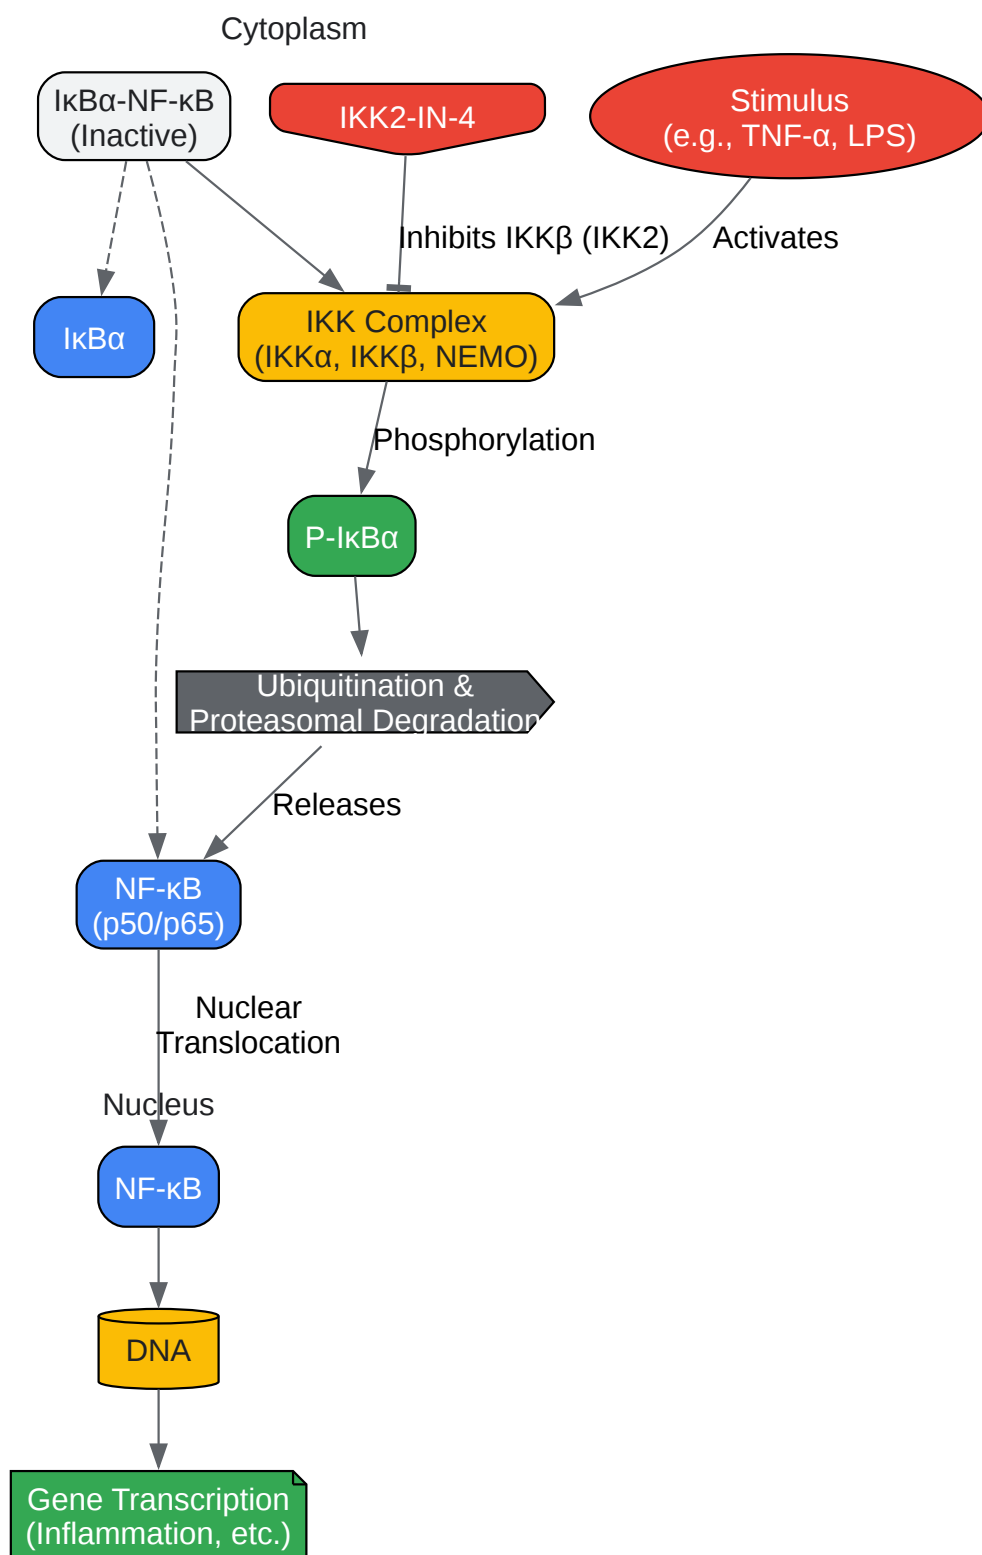 Cytoplasm
IκBα-NF-κB
(Inactive)
IKK2-IN-4
Stimulus
(e.g., TNF-α, LPS)
Inhibits IKKβ (IKK2)
Activates
IκBα
IKK Complex
(IKKα, IKKβ, NEMO)
Phosphorylation
P-IκBα
Ubiquitination &
Proteasomal Degradation
Releases
NF-κB
(p50/p65)
Nuclear
Translocation
Nucleus
NF-κB
DNA
Gene Transcription
(Inflammation, etc.)